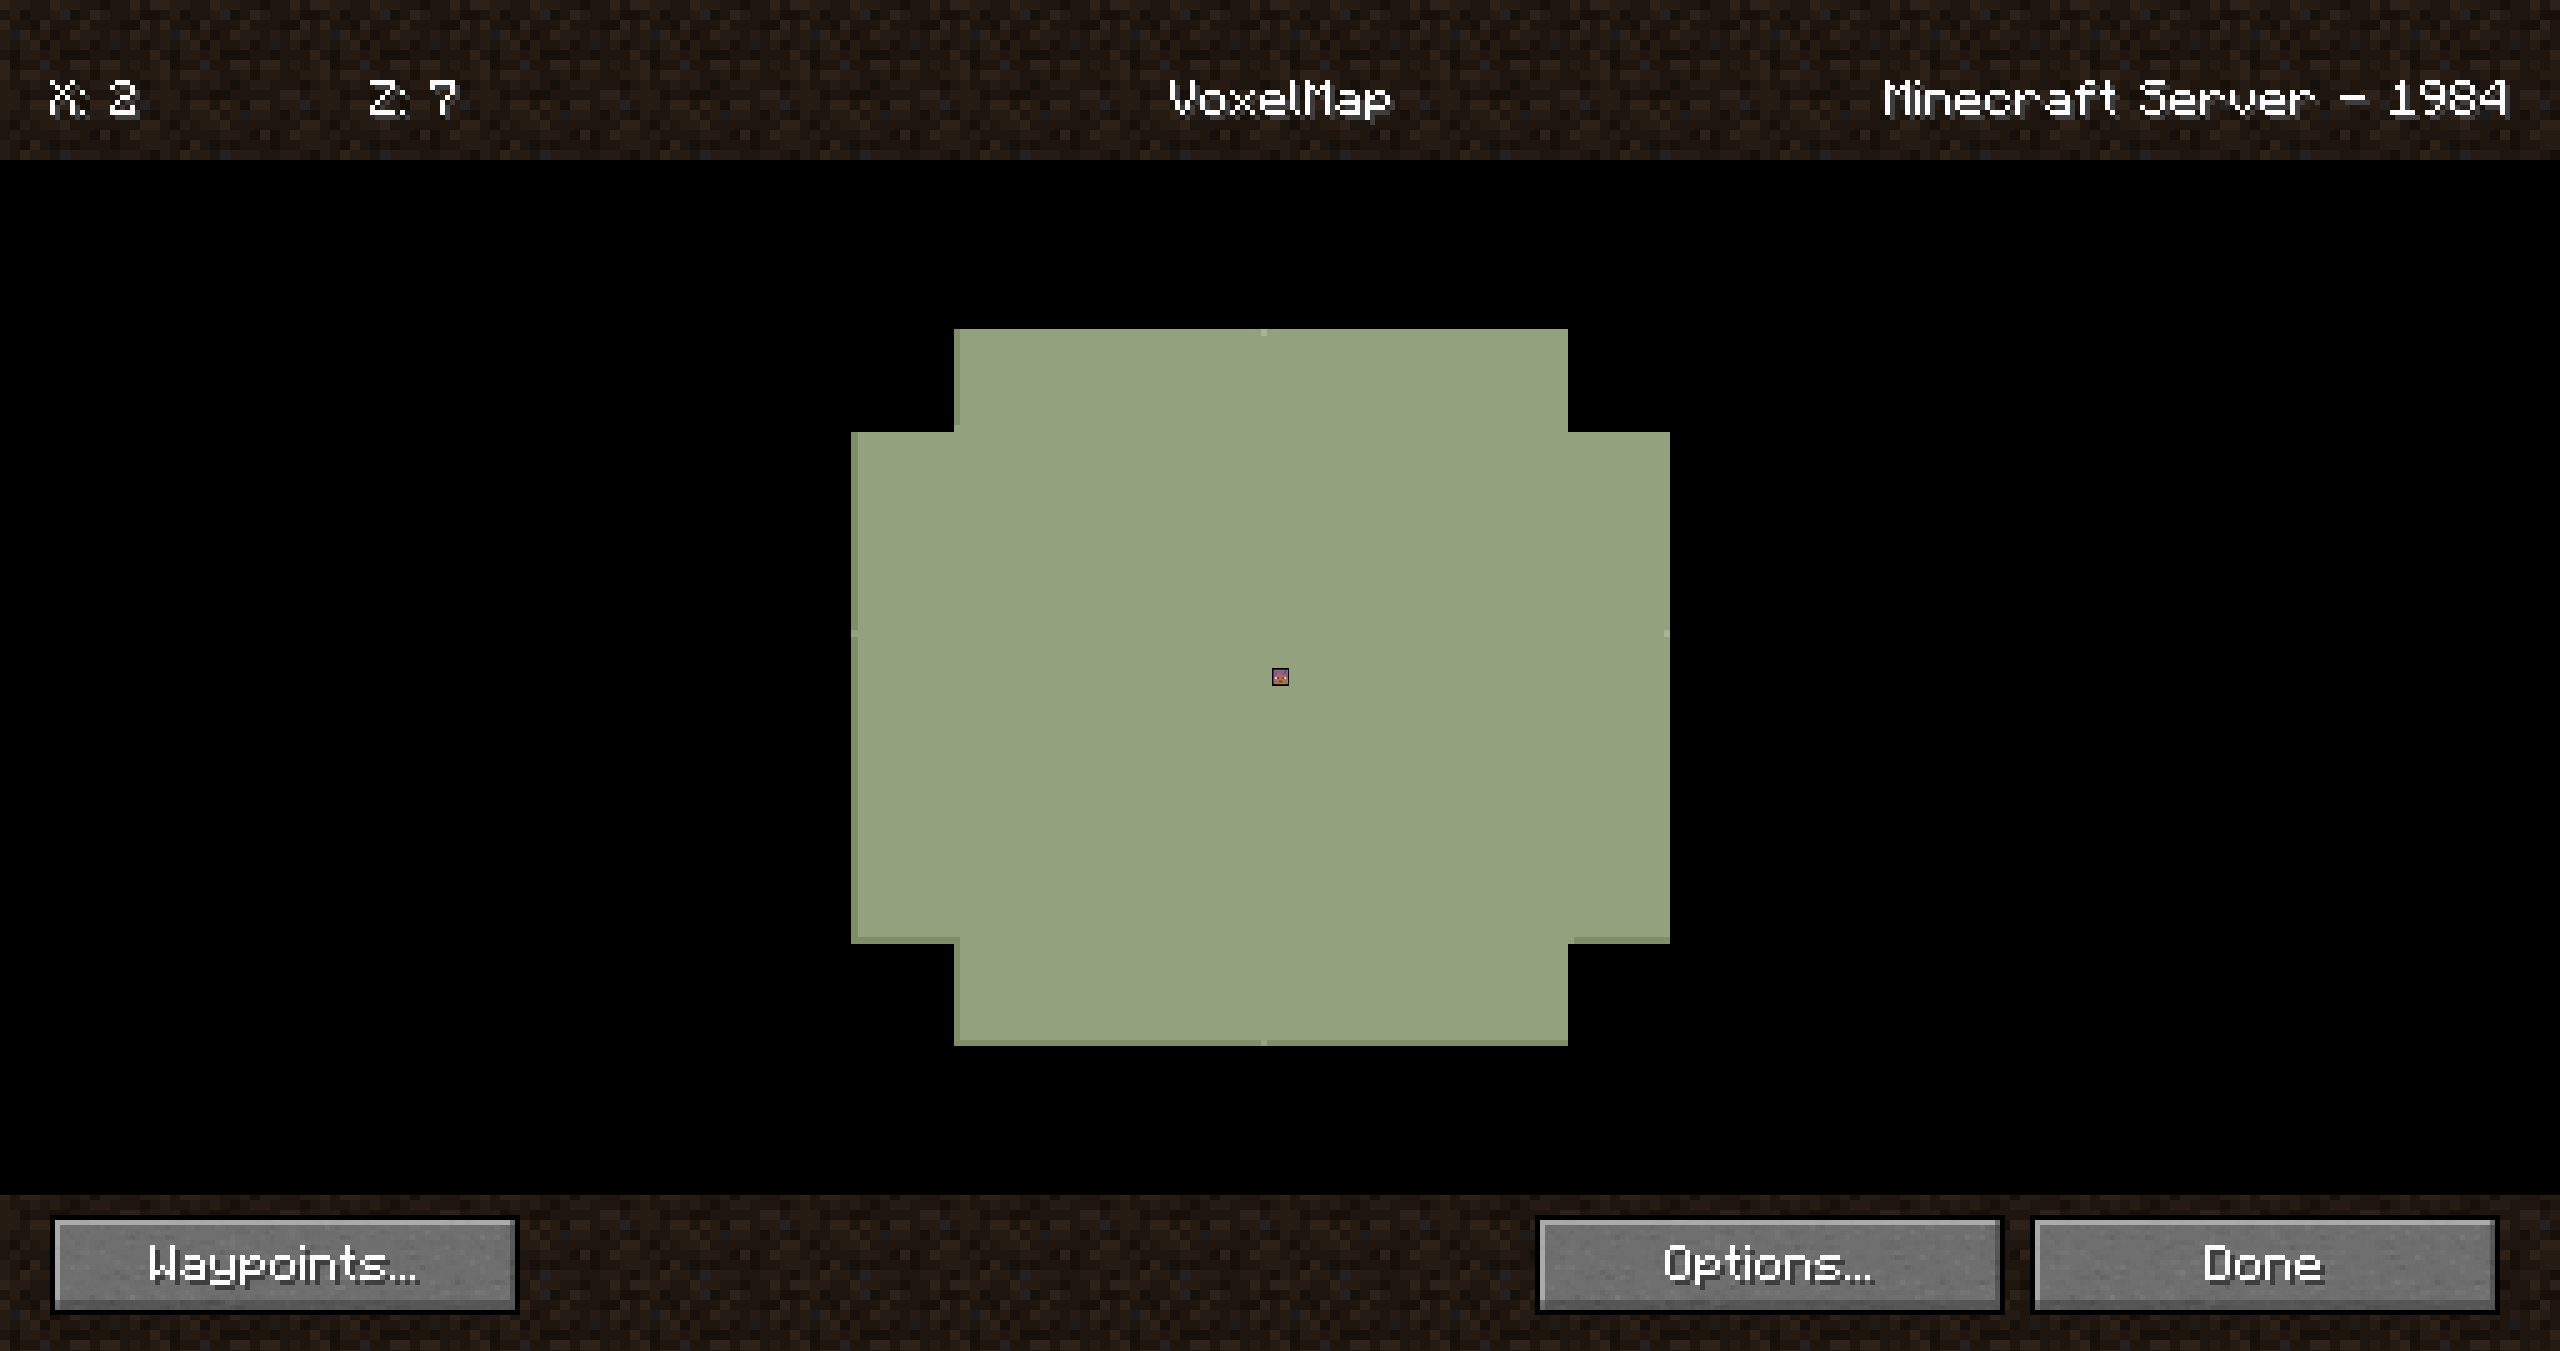 X: 2 Z: 7 VoxelMap Minecraft Server - 1984
Waypoints... Options... Done